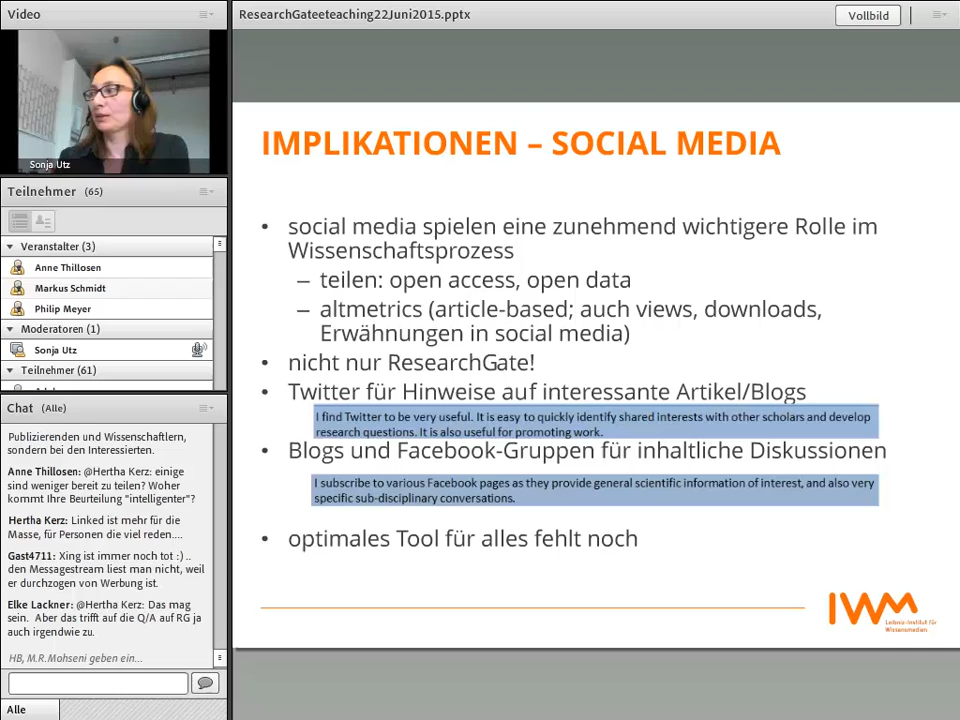 Video
Sonja Utz
Teilnehmer (65)
Veranstalter (3)
Anne Thillosen
Markus Schmidt
Philip Meyer
Moderatoren (1)
Sonja Utz
Teilnehmer (61)
Chat (Alle)
Publizierenden und Wissenschaftlern,
sondern bei den Interessierten.
Anne Thillosen: @Hertha Kerz: einige
sind weniger bereit zu teilen? Woher
kommt Ihre Beurteilung "intelligenter"?
Hertha Kerz: Linked ist mehr für die
Masse, für Personen die viel reden....
Gast4711: Xing ist immer noch tot :) ..
den Messagestream liest man nicht, weil
er durchzogen von Werbung ist.
Elke Lackner: @Hertha Kerz: Das mag
sein. Aber das trifft auf die Q/A auf RG ja
auch irgendwie zu.
HB, M.R.Mohseni geben ein...
Alle
ResearchGateeteaching22Juni2015.pptx
Vollbild
IMPLIKATIONEN – SOCIAL MEDIA
• social media spielen eine zunehmend wichtigere Rolle im
Wissenschaftsprozess
– teilen: open access, open data
– altmetrics (article-based; auch views, downloads,
Erwähnungen in social media)
• nicht nur ResearchGate!
• Twitter für Hinweise auf interessante Artikel/Blogs
I find Twitter to be very useful. It is easy to quickly identify shared interests with other scholars and develop
research questions. It is also useful for promoting work.
• Blogs und Facebook-Gruppen für inhaltliche Diskussionen
I subscribe to various Facebook pages as they provide general scientific information of interest, and also very
specific sub-disciplinary conversations.
• optimales Tool für alles fehlt noch
IWM
Leibniz-Institut für
Wissensmedien